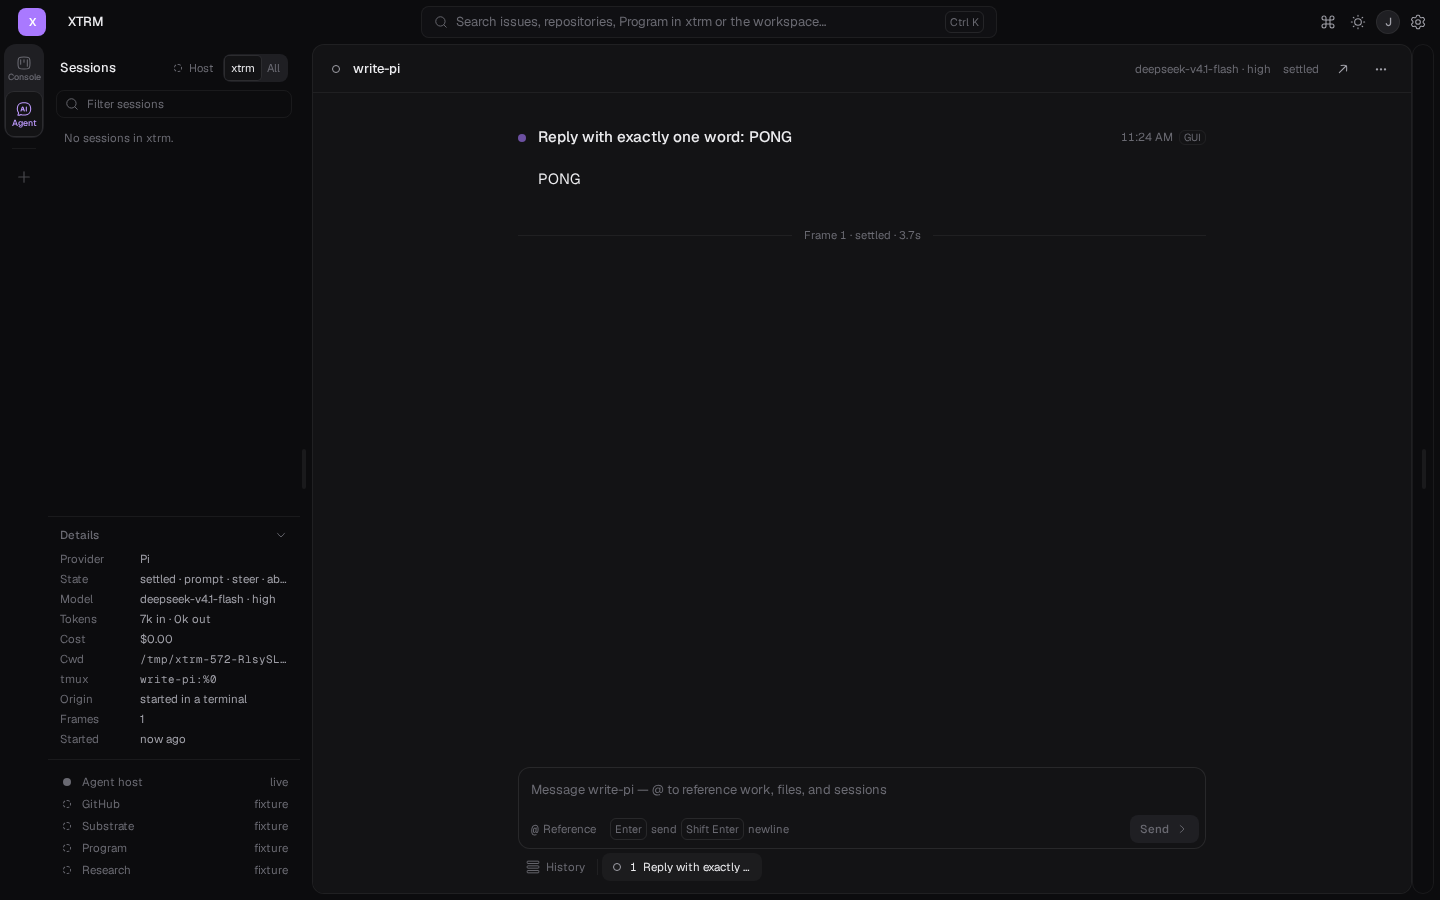 X XTRM Search issues, repositories, Program in xtrm or the workspace... Ctrl K J
Console
Agent
Sessions Host xtrm All
Filter sessions
No sessions in xtrm.
Details
Provider Pi
State settled · prompt · steer · ab...
Model deepseek-v4.1-flash · high
Tokens 7k in · 0k out
Cost $0.00
Cwd /tmp/xtrm-572-RlsySL...
tmux write-pi:%0
Origin started in a terminal
Frames 1
Started now ago
Agent host live
GitHub fixture
Substrate fixture
Program fixture
Research fixture
write-pi deepseek-v4.1-flash · high settled
Reply with exactly one word: PONG 11:24 AM GUI
PONG
Frame 1 · settled · 3.7s
Message write-pi — @ to reference work, files, and sessions
@ Reference Enter send Shift Enter newline Send
History 1 Reply with exactly ...